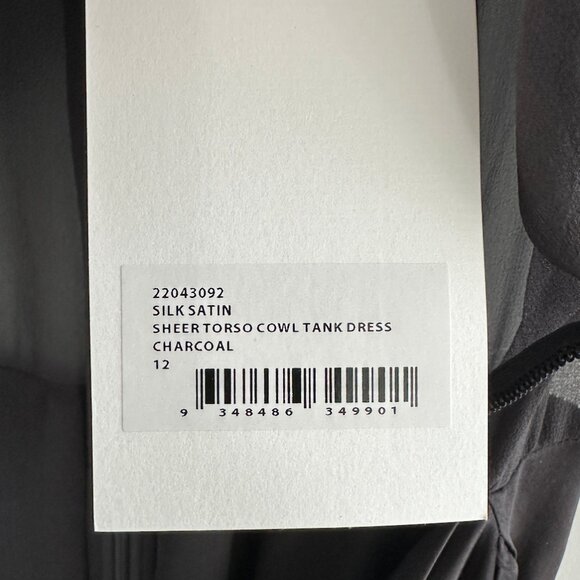 22043092
SILK SATIN
SHEER TORSO COWL TANK DRESS
CHARCOAL
12
9 348486 349901